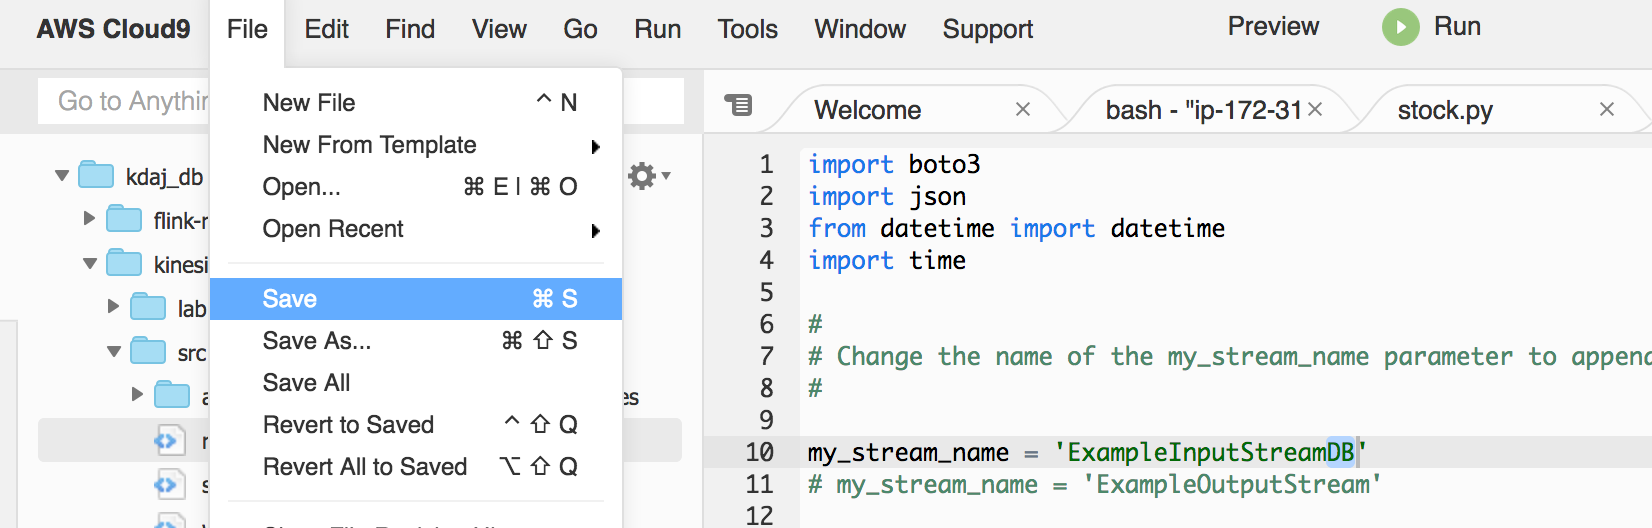 AWS Cloud9 File Edit Find View Go Run Tools Window Support Preview Run
Go to Anythin
kdaj_db
flink-r
kinesi
lab
src
New File ^ N
New From Template
Open... ⌘ E | ⌘ O
Open Recent
Save ⌘ S
Save As... ⌘ ⇧ S
Save All
Revert to Saved ^ ⇧ Q
Revert All to Saved ⌥ ⇧ Q
es
Welcome
bash - "ip-172-31
stock.py
1 import boto3
2 import json
3 from datetime import datetime
4 import time
5
6 #
7 # Change the name of the my_stream_name parameter to append
8 #
9
10 my_stream_name = 'ExampleInputStreamDB'
11 # my_stream_name = 'ExampleOutputStream'
12